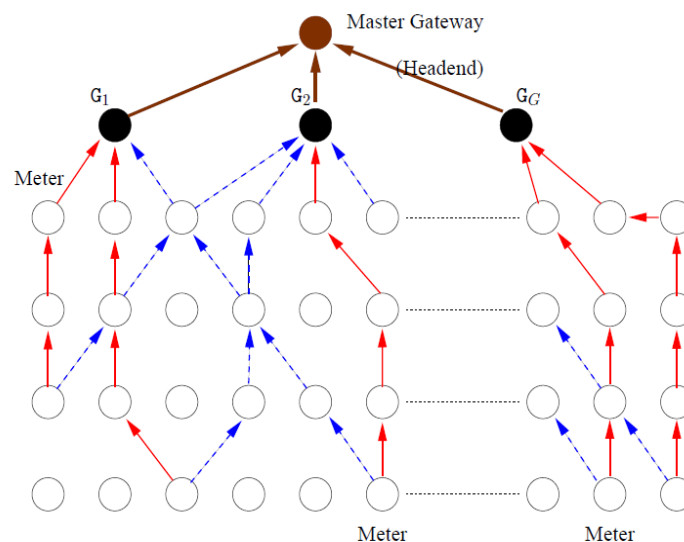 Master Gateway
(Headend)
G1 G2 GG
Meter
Meter Meter